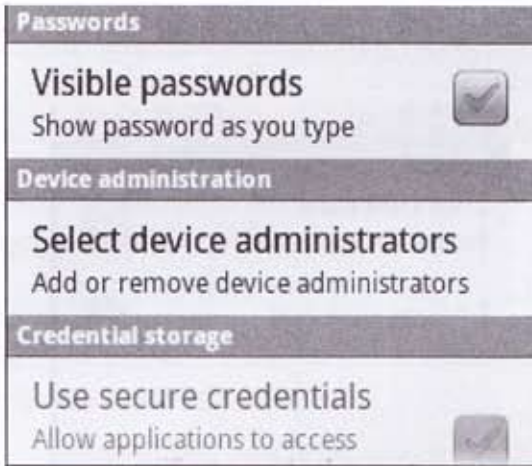 Passwords
Visible passwords
Show password as you type
Device administration
Select device administrators
Add or remove device administrators
Credential storage
Use secure credentials
Allow applications to access